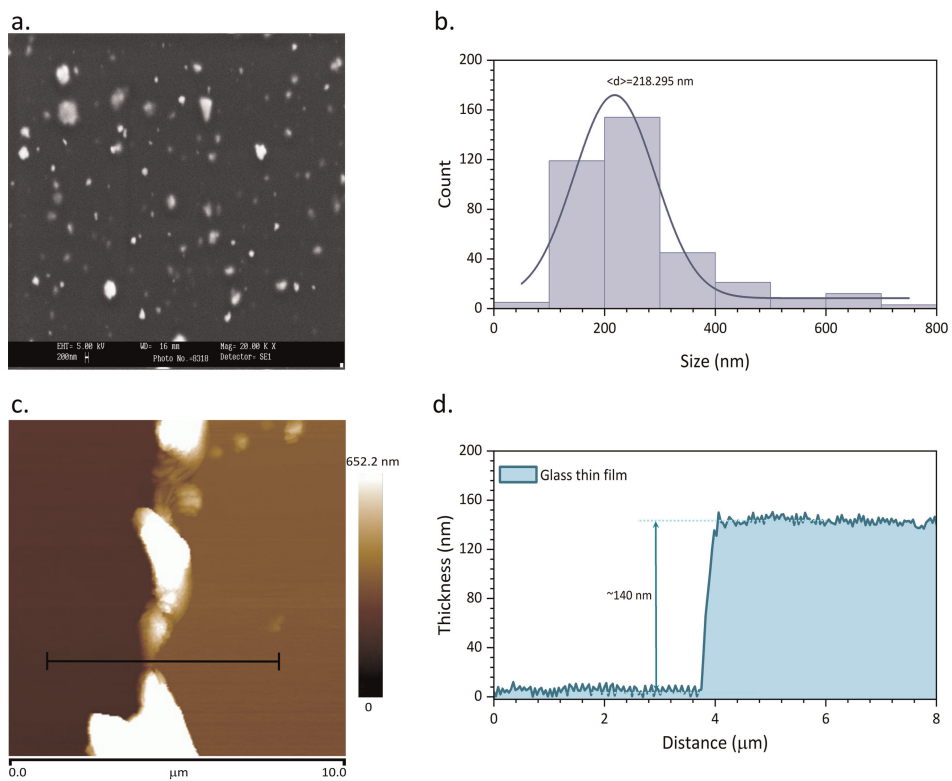 a.
EHT= 5.00 kV WD= 16 mm Mag= 20.00 K X
200nm Photo No.=8318 Detector= SE1
b.
200
160
120
80
40
0
Count
<d>=218.295 nm
0 200 400 600 800
Size (nm)
c.
652.2 nm
0
0.0 μm 10.0
d.
200
160
120
80
40
0
Thickness (nm)
Glass thin film
~140 nm
0 2 4 6 8
Distance (μm)